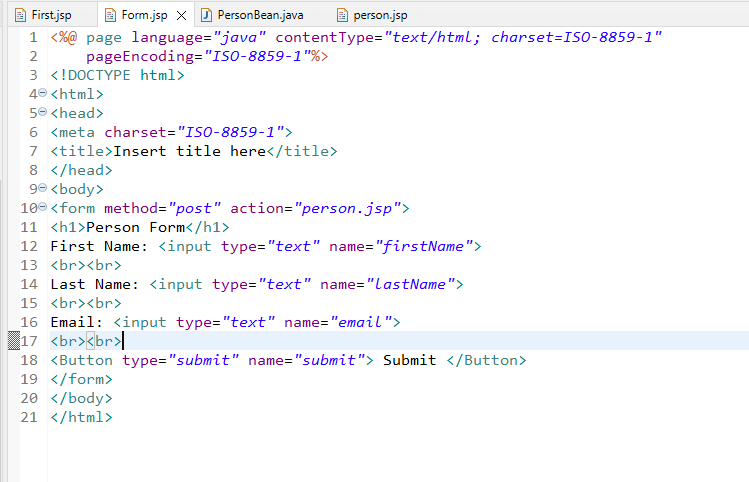 First.jsp Form.jsp PersonBean.java person.jsp
1 <%@ page language="java" contentType="text/html; charset=ISO-8859-1"
2     pageEncoding="ISO-8859-1"%>
3 <!DOCTYPE html>
4 <html>
5 <head>
6 <meta charset="ISO-8859-1">
7 <title>Insert title here</title>
8 </head>
9 <body>
10 <form method="post" action="person.jsp">
11 <h1>Person Form</h1>
12 First Name: <input type="text" name="firstName">
13 <br><br>
14 Last Name: <input type="text" name="lastName">
15 <br><br>
16 Email: <input type="text" name="email">
17 <br><br>
18 <Button type="submit" name="submit"> Submit </Button>
19 </form>
20 </body>
21 </html>